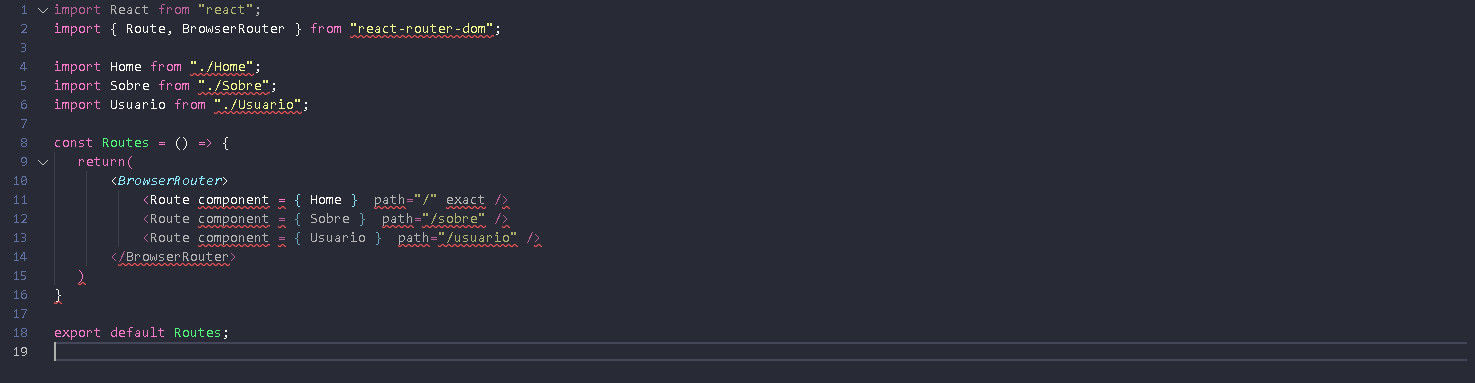 1 import React from "react";
2 import { Route, BrowserRouter } from "react-router-dom";
3
4 import Home from "./Home";
5 import Sobre from "./Sobre";
6 import Usuario from "./Usuario";
7
8 const Routes = () => {
9 return(
10 <BrowserRouter>
11 <Route component = { Home } path="/" exact />
12 <Route component = { Sobre } path="/sobre" />
13 <Route component = { Usuario } path="/usuario" />
14 </BrowserRouter>
15 )
16 }
17
18 export default Routes;
19